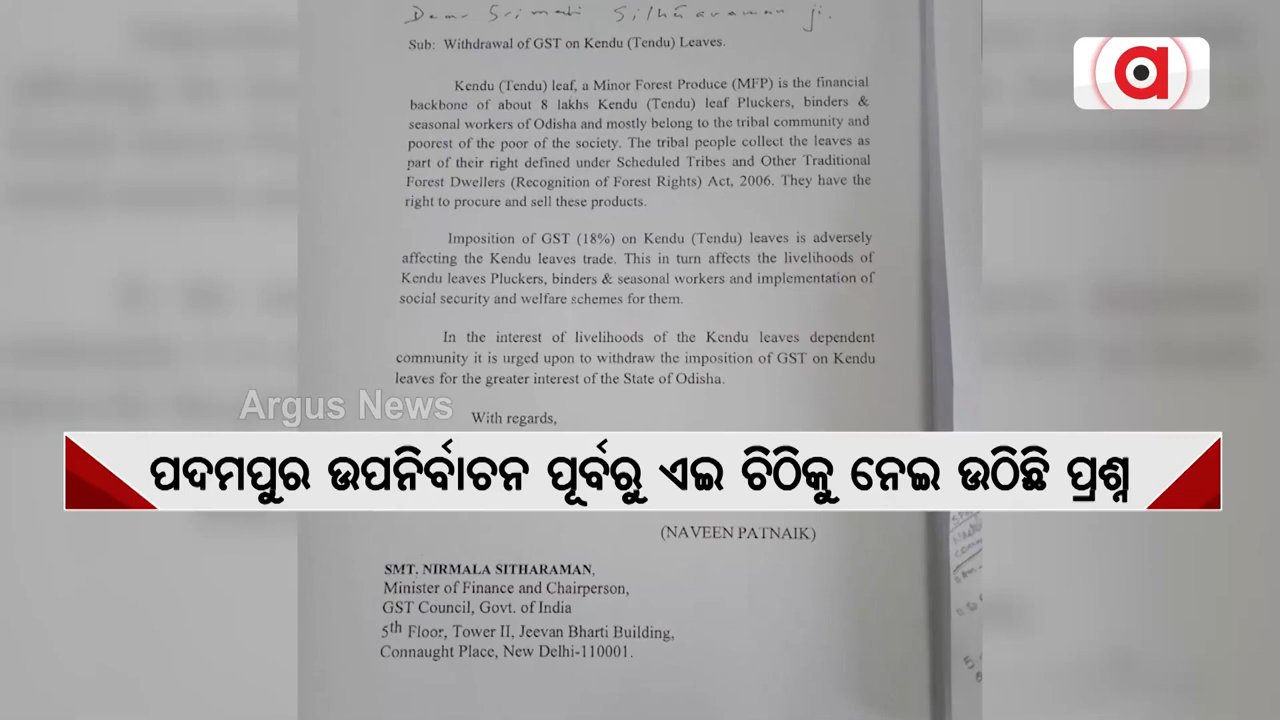 Dear Srimati Sitharaman ji.
Sub: Withdrawal of GST on Kendu (Tendu) Leaves.
Kendu (Tendu) leaf, a Minor Forest Produce (MFP) is the financial
backbone of about 8 lakhs Kendu (Tendu) leaf Pluckers, binders &
seasonal workers of Odisha and mostly belong to the tribal community and
poorest of the poor of the society. The tribal people collect the leaves as
part of their right defined under Scheduled Tribes and Other Traditional
Forest Dwellers (Recognition of Forest Rights) Act, 2006. They have the
right to procure and sell these products.
Imposition of GST (18%) on Kendu (Tendu) leaves is adversely
affecting the Kendu leaves trade. This in turn affects the livelihoods of
Kendu leaves Pluckers, binders & seasonal workers and implementation of
social security and welfare schemes for them.
In the interest of livelihoods of the Kendu leaves dependent
community it is urged upon to withdraw the imposition of GST on Kendu
leaves for the greater interest of the State of Odisha.
Argus News
With regards,
ପଦମପୁର ଉପନିର୍ବାଚନ ପୂର୍ବରୁ ଏଇ ଚିଠିକୁ ନେଇ ଉଠିଛି ପ୍ରଶ୍ନ
(NAVEEN PATNAIK)
SMT. NIRMALA SITHARAMAN,
Minister of Finance and Chairperson,
GST Council, Govt. of India
5th Floor, Tower II, Jeevan Bharti Building,
Connaught Place, New Delhi-110001.